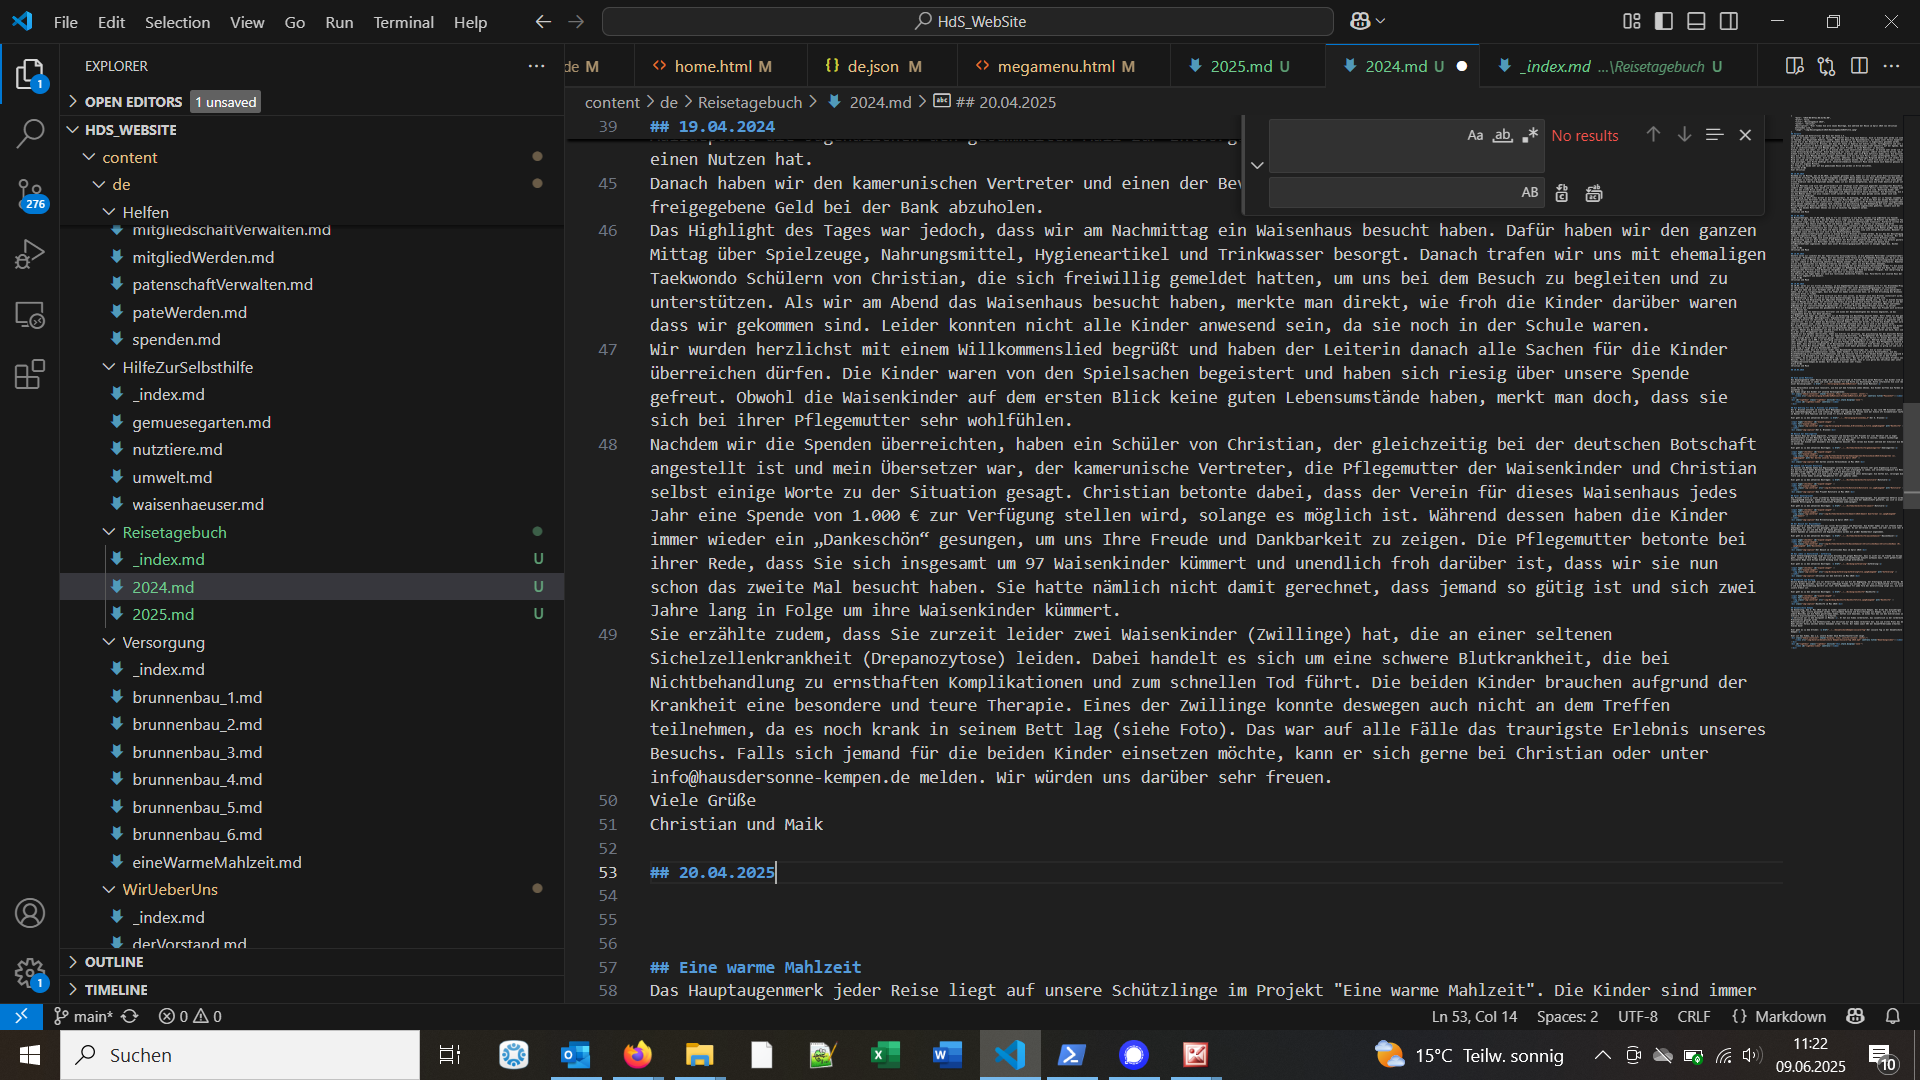 File Edit Selection View Go Run Terminal Help
HdS_WebSite
EXPLORER
OPEN EDITORS 1 unsaved
HDS_WEBSITE
content
de
Helfen
mitgliedschaftVerwalten.md
mitgliedWerden.md
patenschaftVerwalten.md
pateWerden.md
spenden.md
HilfeZurSelbsthilfe
_index.md
gemuesegarten.md
nutztiere.md
umwelt.md
waisenhaeuser.md
Reisetagebuch
_index.md U
2024.md U
2025.md U
Versorgung
_index.md
brunnenbau_1.md
brunnenbau_2.md
brunnenbau_3.md
brunnenbau_4.md
brunnenbau_5.md
brunnenbau_6.md
eineWarmeMahlzeit.md
WirUeberUns
_index.md
derVorstand.md
OUTLINE
TIMELINE
1
276
1
de M
home.html M
de.json M
megamenu.html M
2025.md U
2024.md U
_index.md ...\Reisetagebuch U
content > de > Reisetagebuch > 2024.md > ## 20.04.2025
39 ## 19.04.2024
einen Nutzen hat.
45 Danach haben wir den kamerunischen Vertreter und einen der Be
freigegebene Geld bei der Bank abzuholen.
46 Das Highlight des Tages war jedoch, dass wir am Nachmittag ein Waisenhaus besucht haben. Dafür haben wir den ganzen
Mittag über Spielzeuge, Nahrungsmittel, Hygieneartikel und Trinkwasser besorgt. Danach trafen wir uns mit ehemaligen
Taekwondo Schülern von Christian, die sich freiwillig gemeldet hatten, um uns bei dem Besuch zu begleiten und zu
unterstützen. Als wir am Abend das Waisenhaus besucht haben, merkte man direkt, wie froh die Kinder darüber waren
dass wir gekommen sind. Leider konnten nicht alle Kinder anwesend sein, da sie noch in der Schule waren.
47 Wir wurden herzlichst mit einem Willkommenslied begrüßt und haben der Leiterin danach alle Sachen für die Kinder
überreichen dürfen. Die Kinder waren von den Spielsachen begeistert und haben sich riesig über unsere Spende
gefreut. Obwohl die Waisenkinder auf dem ersten Blick keine guten Lebensumstände haben, merkt man doch, dass sie
sich bei ihrer Pflegemutter sehr wohlfühlen.
48 Nachdem wir die Spenden überreichten, haben ein Schüler von Christian, der gleichzeitig bei der deutschen Botschaft
angestellt ist und mein Übersetzer war, der kamerunische Vertreter, die Pflegemutter der Waisenkinder und Christian
selbst einige Worte zu der Situation gesagt. Christian betonte dabei, dass der Verein für dieses Waisenhaus jedes
Jahr eine Spende von 1.000 € zur Verfügung stellen wird, solange es möglich ist. Während dessen haben die Kinder
immer wieder ein „Dankeschön“ gesungen, um uns Ihre Freude und Dankbarkeit zu zeigen. Die Pflegemutter betonte bei
ihrer Rede, dass Sie sich insgesamt um 97 Waisenkinder kümmert und unendlich froh darüber ist, dass wir sie nun
schon das zweite Mal besucht haben. Sie hatte nämlich nicht damit gerechnet, dass jemand so gütig ist und sich zwei
Jahre lang in Folge um ihre Waisenkinder kümmert.
49 Sie erzählte zudem, dass Sie zurzeit leider zwei Waisenkinder (Zwillinge) hat, die an einer seltenen
Sichelzellenkrankheit (Drepanozytose) leiden. Dabei handelt es sich um eine schwere Blutkrankheit, die bei
Nichtbehandlung zu ernsthaften Komplikationen und zum schnellen Tod führt. Die beiden Kinder brauchen aufgrund der
Krankheit eine besondere und teure Therapie. Eines der Zwillinge konnte deswegen auch nicht an dem Treffen
teilnehmen, da es noch krank in seinem Bett lag (siehe Foto). Das war auf alle Fälle das traurigste Erlebnis unseres
Besuchs. Falls sich jemand für die beiden Kinder einsetzen möchte, kann er sich gerne bei Christian oder unter
info@hausdersonne-kempen.de melden. Wir würden uns darüber sehr freuen.
50 Viele Grüße
51 Christian und Maik
52
53 ## 20.04.2025
54
55
56
57 ## Eine warme Mahlzeit
58 Das Hauptaugenmerk jeder Reise liegt auf unsere Schützlinge im Projekt "Eine warme Mahlzeit". Die Kinder sind immer
Aa ab .* No results
AB
main* 0 0
Ln 53, Col 14 Spaces: 2 UTF-8 CRLF {} Markdown
Suchen
15°C Teilw. sonnig
11:22
09.06.2025
10